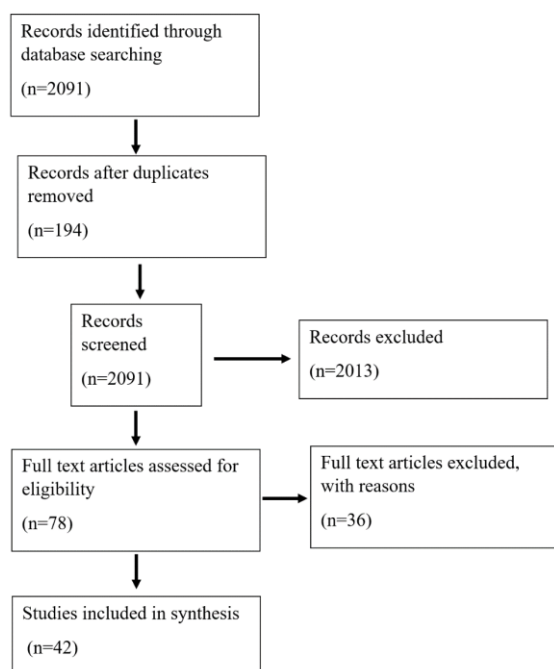 Records identified through
database searching
(n=2091)
Records after duplicates
removed
(n=194)
Records
screened
(n=2091)
Records excluded
(n=2013)
Full text articles assessed for
eligibility
(n=78)
Full text articles excluded,
with reasons
(n=36)
Studies included in synthesis
(n=42)